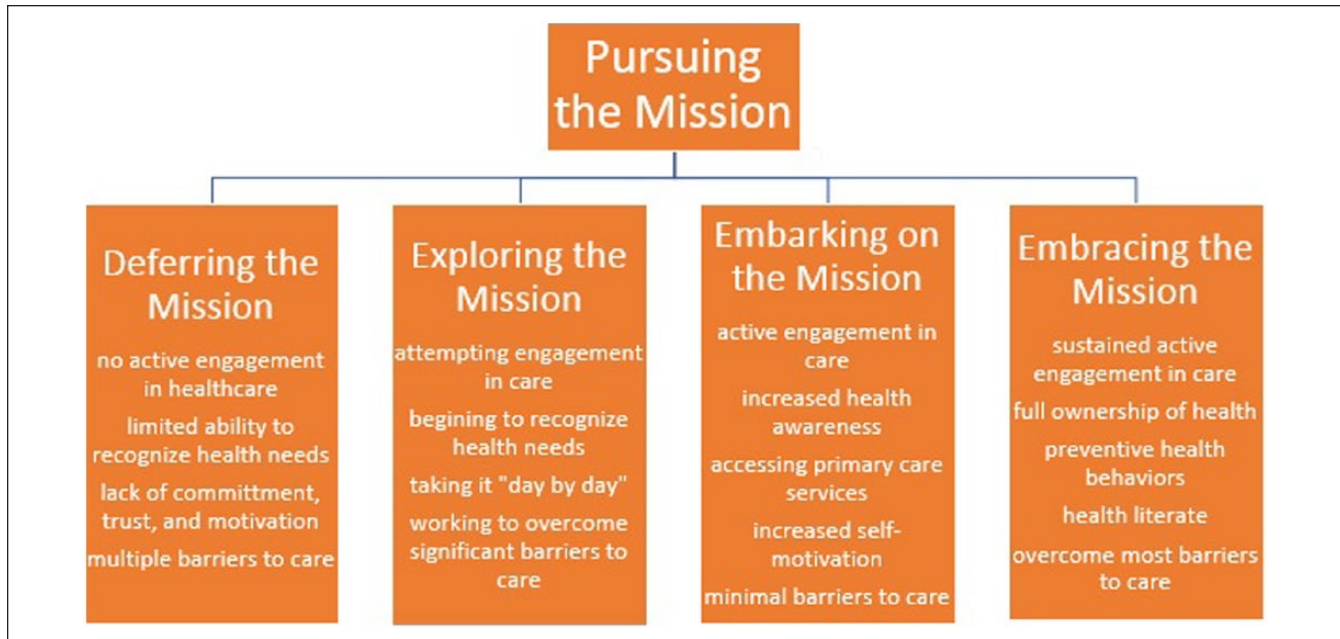 Pursuing
the Mission
Deferring the
Mission
no active engagement
in healthcare
limited ability to
recognize health needs
lack of committment,
trust, and motivation
multiple barriers to care
Exploring the
Mission
attempting engagement
in care
begining to recognize
health needs
taking it "day by day"
working to overcome
significant barriers to
care
Embarking on
the Mission
active engagement in
care
increased health
awareness
accessing primary care
services
increased self-
motivation
minimal barriers to care
Embracing the
Mission
sustained active
engagement in care
full ownership of health
preventive health
behaviors
health literate
overcome most barriers
to care